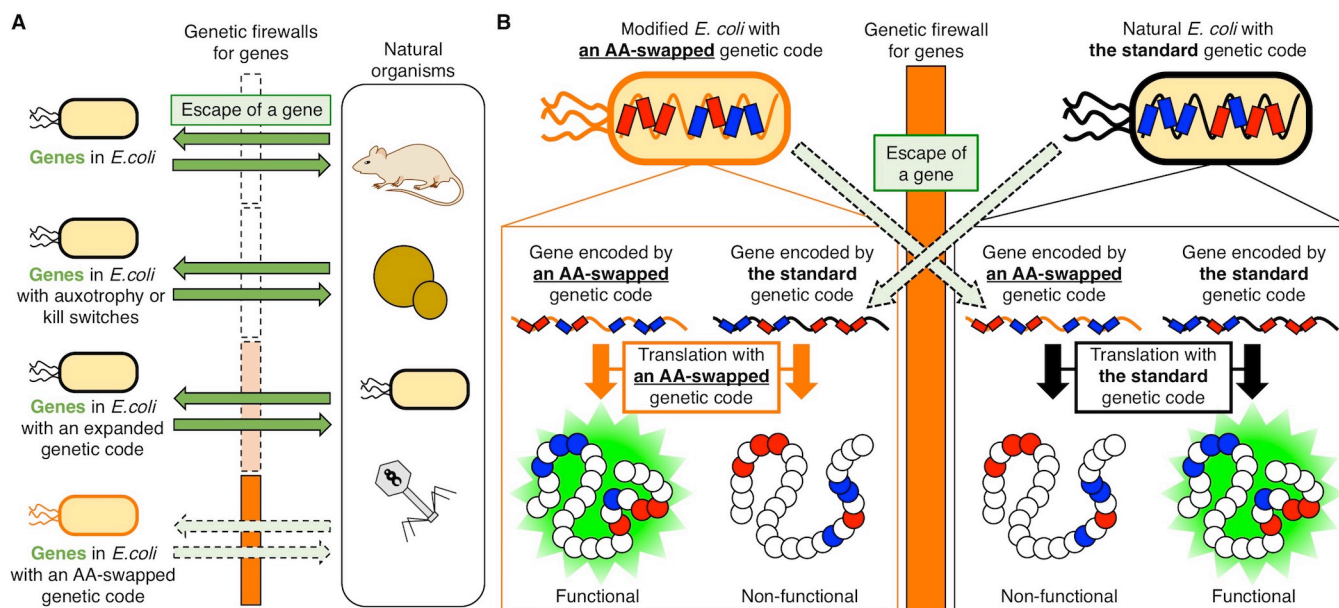 A
Genetic firewalls
for genes
Natural
organisms
Escape of a gene
Genes in E.coli
Genes in E.coli
with auxotrophy or
kill switches
Genes in E.coli
with an expanded
genetic code
Genes in E.coli
with an AA-swapped
genetic code
B
Modified E. coli with
an AA-swapped genetic code
Genetic firewall
for genes
Natural E. coli with
the standard genetic code
Escape of
a gene
Gene encoded by
an AA-swapped
genetic code
Gene encoded by
the standard
genetic code
Gene encoded by
an AA-swapped
genetic code
Gene encoded by
the standard
genetic code
Translation with
an AA-swapped
genetic code
Translation with
the standard
genetic code
Functional
Non-functional
Non-functional
Functional